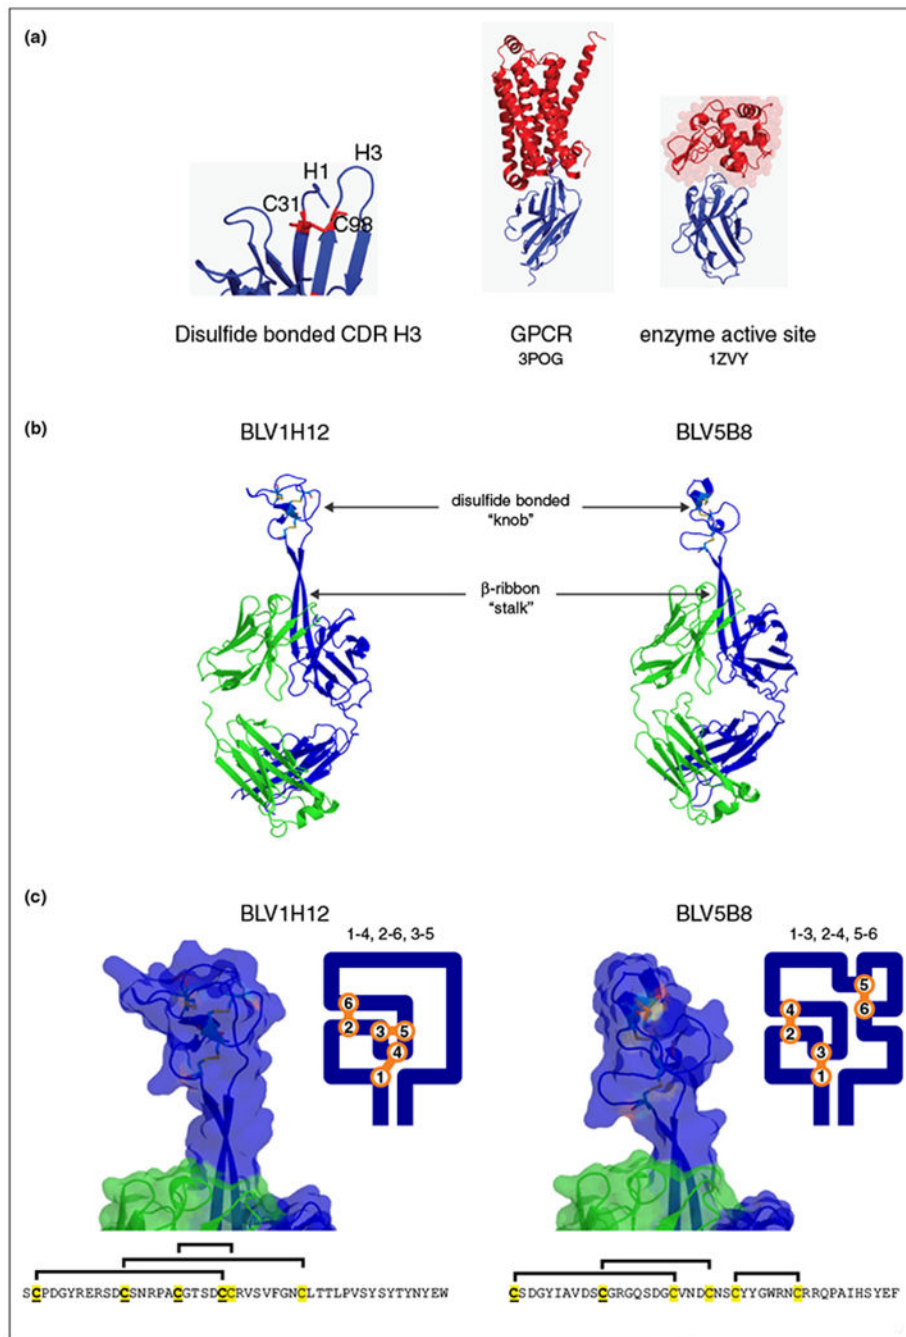 (a)
H3
H1
C31
C98
Disulfide bonded CDR H3
GPCR
3POG
enzyme active site
1ZVY
(b)
BLV1H12
BLV5B8
disulfide bonded
“knob”
β-ribbon
“stalk”
(c)
BLV1H12
BLV5B8
1-4, 2-6, 3-5
1-3, 2-4, 5-6
6
2
3
5
4
1
5
4
6
2
3
1
SCPDGYRERSDCSNRPACGTSDCCRVSVFGNCLTTLPVSYSYTYNYEW
CSDGYIAVDSCGRGQSDGCVNDCNSCYYGWRNCRRQPAIHSYEF